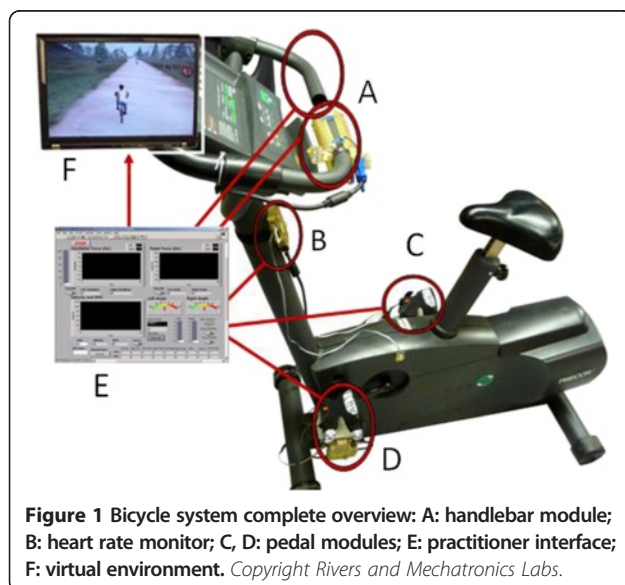 F
A
B
C
E
D
PRECOR
Figure 1 Bicycle system complete overview: A: handlebar module;
B: heart rate monitor; C, D: pedal modules; E: practitioner interface;
F: virtual environment. Copyright Rivers and Mechatronics Labs.